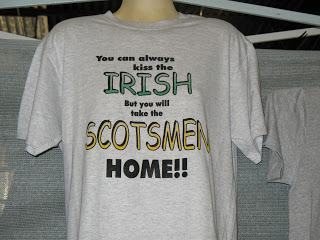 You can always
kiss the
IRISH
But you will
take the
SCOTSMEN
HOME!!